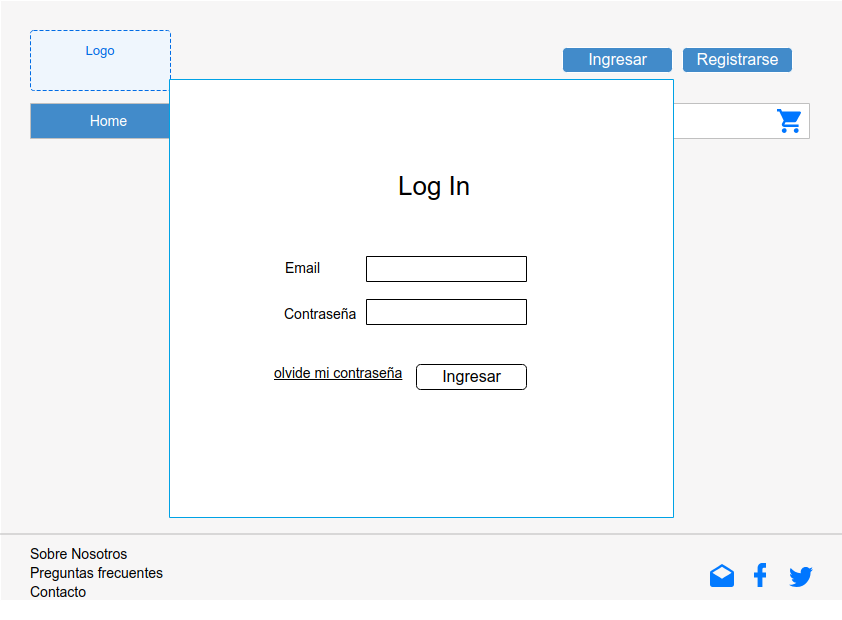 Logo
Ingresar
Registrarse
Home
Log In
Email
Contraseña
olvide mi contraseña
Ingresar
Sobre Nosotros
Preguntas frecuentes
Contacto